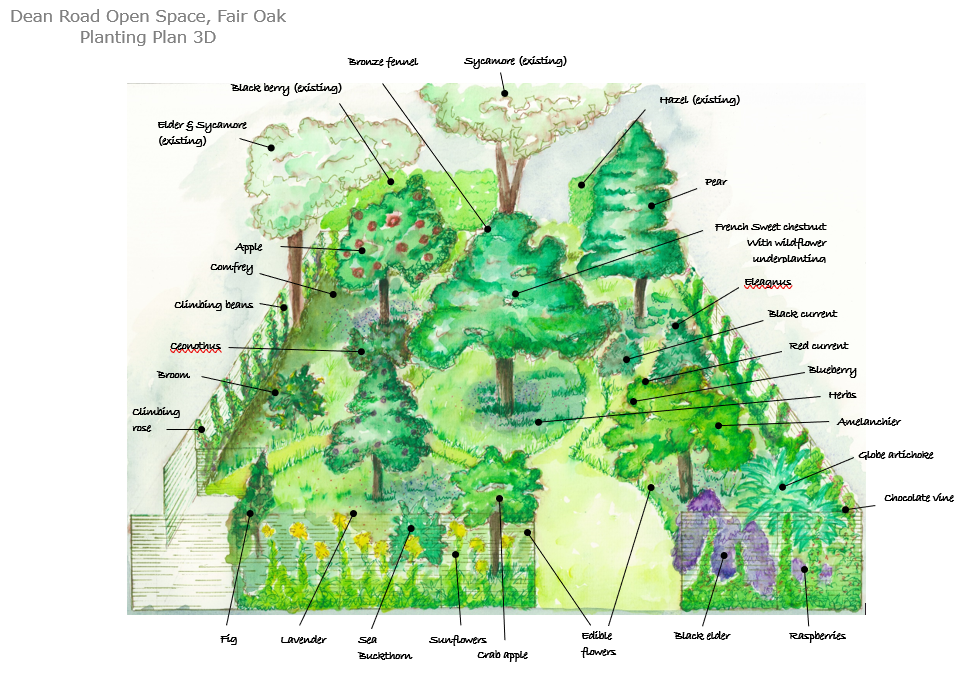 Dean Road Open Space, Fair Oak
Planting Plan 3D
Bronze fennel
Sycamore (existing)
Black berry (existing)
Hazel (existing)
Elder & Sycamore
(existing)
Pear
French Sweet chestnut
With wildflower
underplanting
Apple
Comfrey
Eleagnus
Climbing beans
Black current
Ceonothus
Red current
Blueberry
Broom
Herbs
Climbing
rose
Amelanchier
Globe artichoke
Chocolate vine
Fig
Lavender
Sea
Buckthorn
Sunflowers
Crab apple
Edible
flowers
Black elder
Raspberries